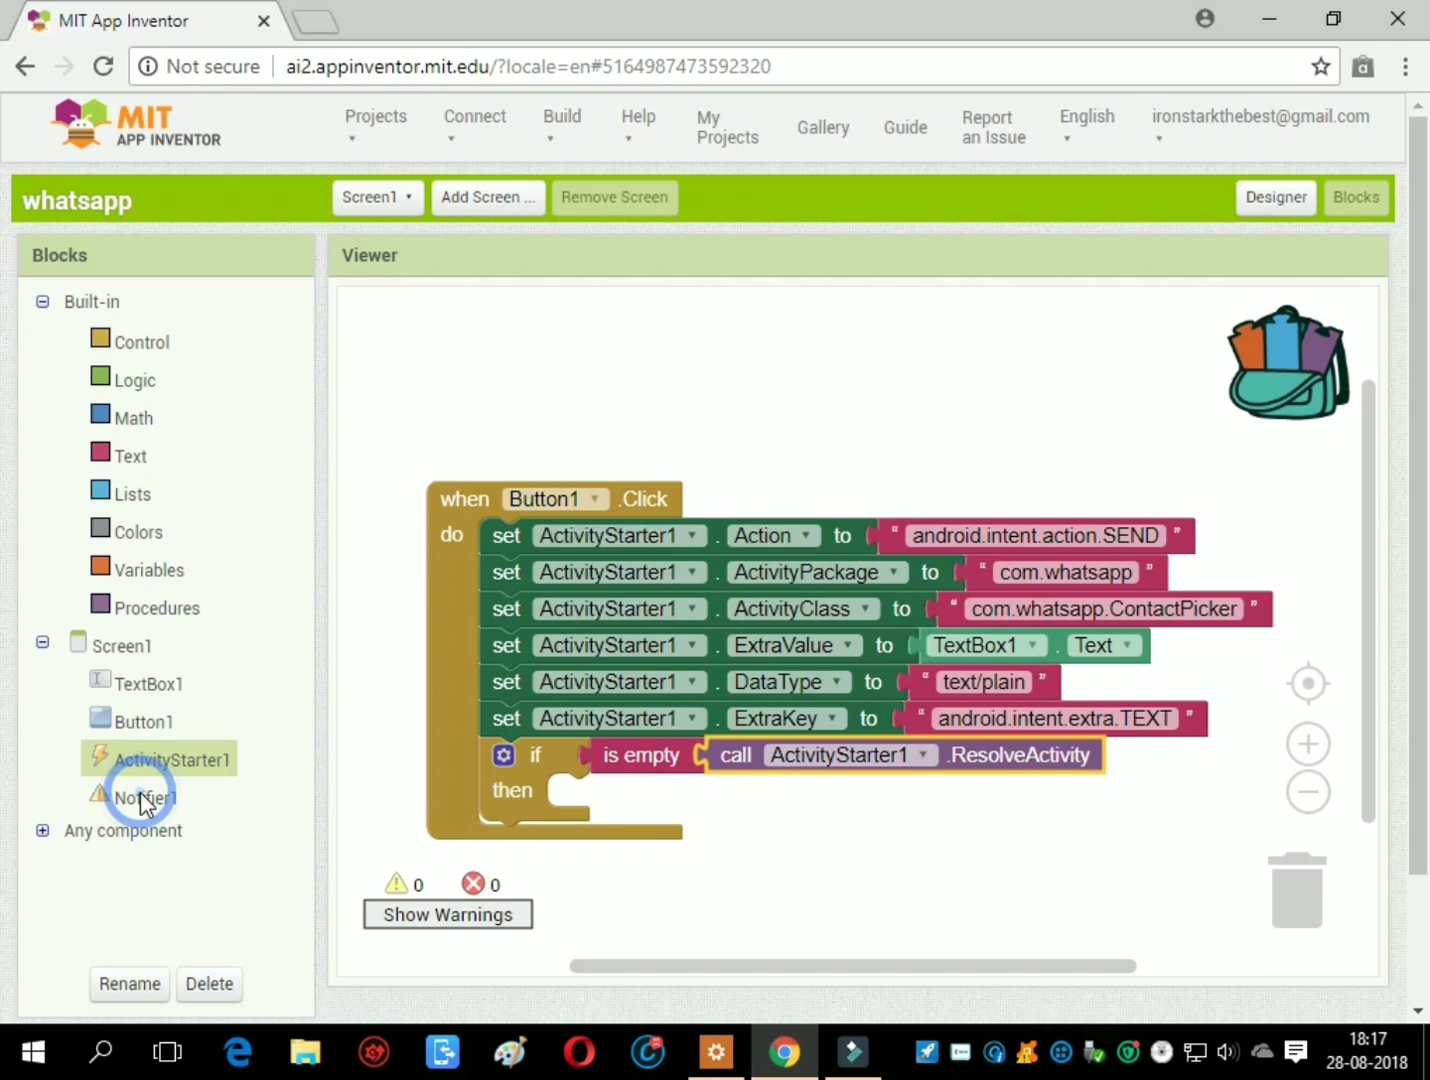 MIT App Inventor
Not secure
ai2.appinventor.mit.edu/?locale=en#5164987473592320
MIT
APP INVENTOR
Projects
Connect
Build
Help
My
Projects
Gallery
Guide
Report
an Issue
English
ironstarkthebest@gmail.com
whatsapp
Screen1
Add Screen ...
Remove Screen
Designer
Blocks
Blocks
Viewer
Built-in
Control
Logic
Math
Text
Lists
Colors
Variables
Procedures
Screen1
TextBox1
Button1
ActivityStarter1
Notifier1
Any component
Rename
Delete
when Button1 .Click
do set ActivityStarter1 . Action to " android.intent.action.SEND "
set ActivityStarter1 . ActivityPackage to " com.whatsapp "
set ActivityStarter1 . ActivityClass to " com.whatsapp.ContactPicker "
set ActivityStarter1 . ExtraValue to TextBox1 . Text
set ActivityStarter1 . DataType to " text/plain "
set ActivityStarter1 . ExtraKey to " android.intent.extra.TEXT "
if is empty call ActivityStarter1 .ResolveActivity
then
0 0
Show Warnings
18:17
28-08-2018